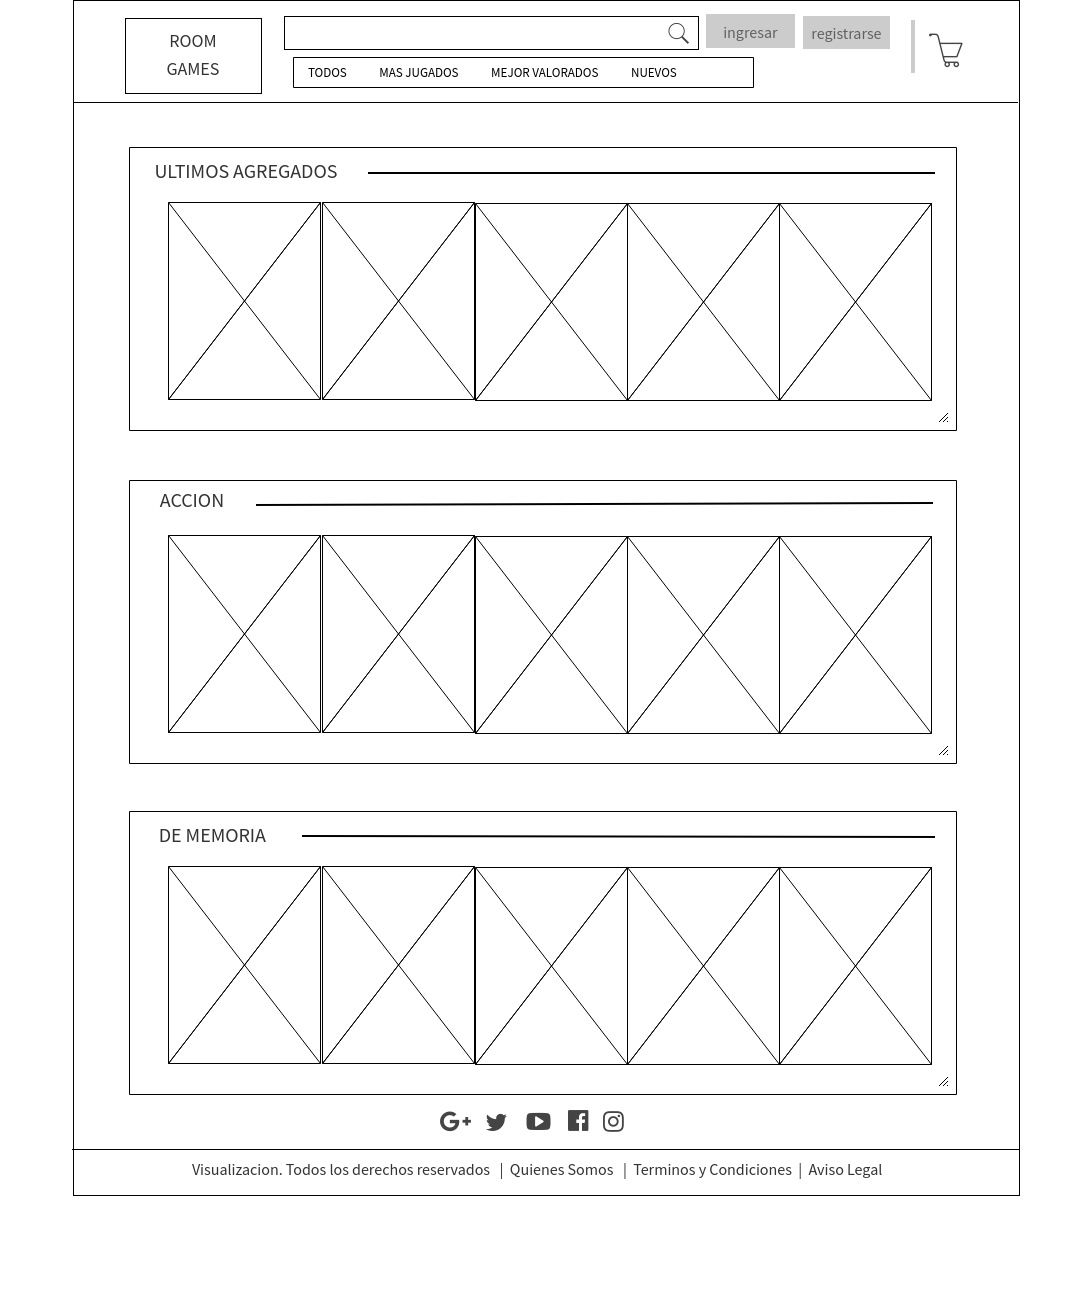 ROOM
GAMES
ingresar
registrarse
TODOS MAS JUGADOS MEJOR VALORADOS NUEVOS
ULTIMOS AGREGADOS
ACCION
DE MEMORIA
Visualizacion. Todos los derechos reservados | Quienes Somos | Terminos y Condiciones | Aviso Legal